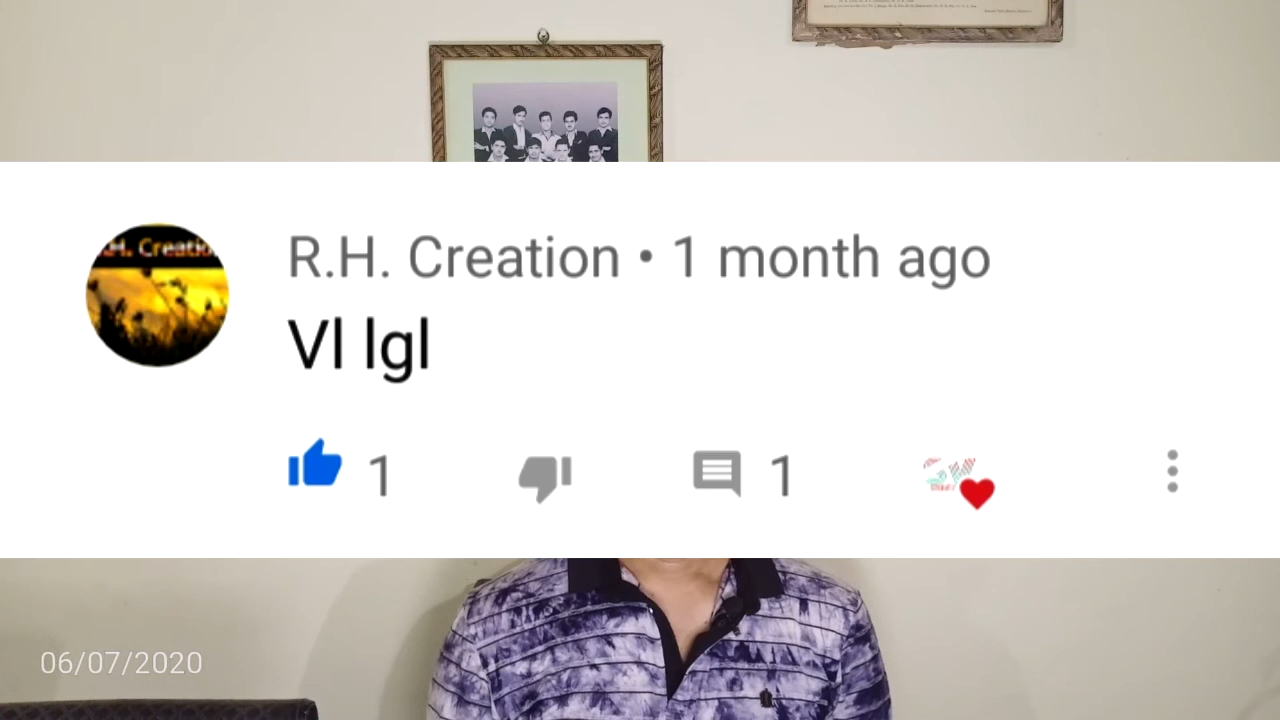 R.H. Creation • 1 month ago
Vl lgl
1
1
06/07/2020